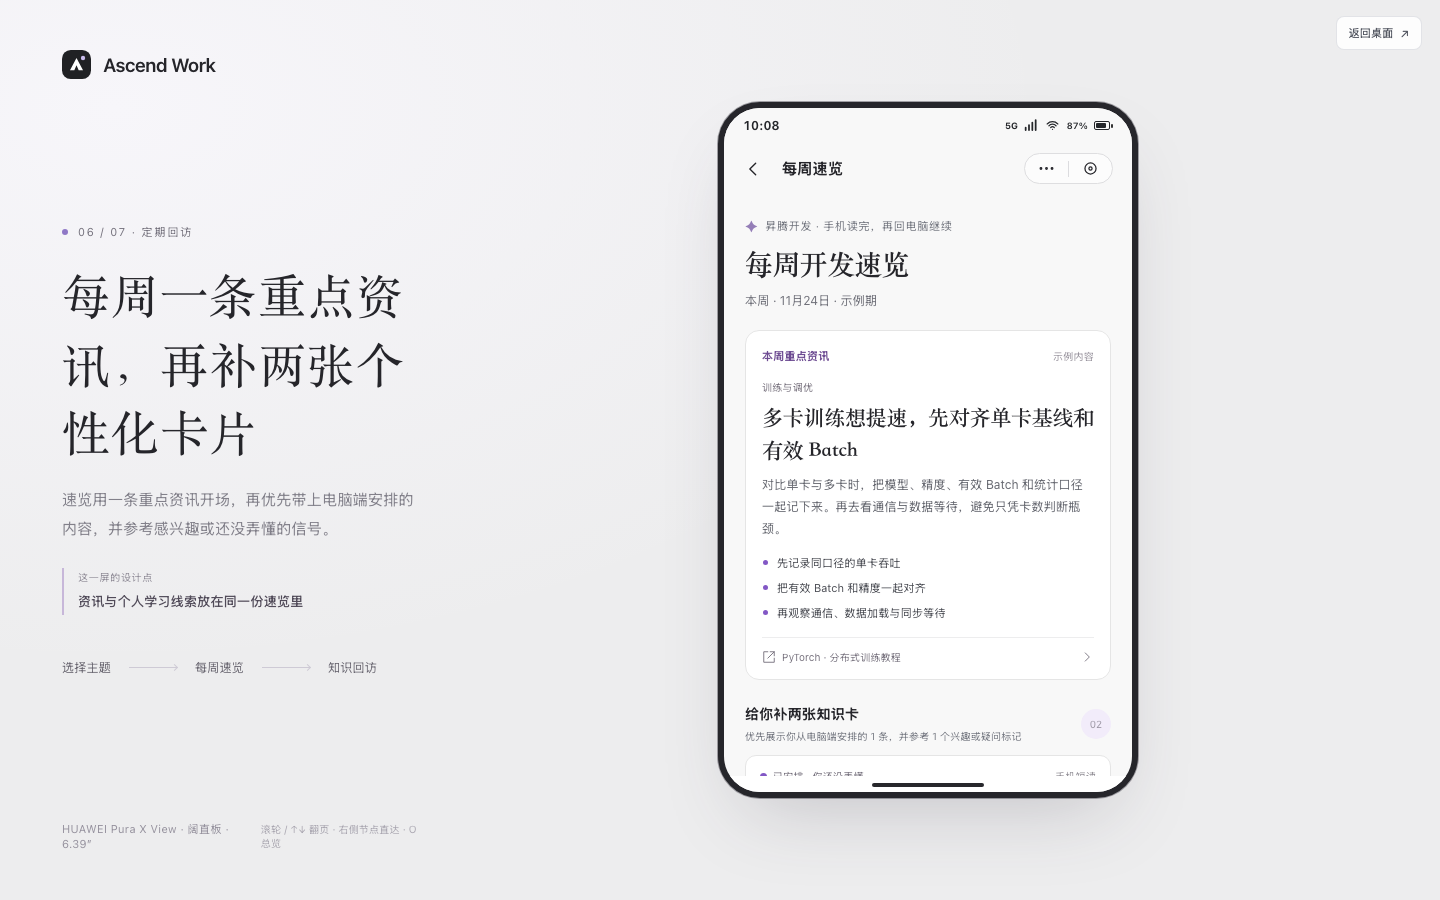 返回桌面
Ascend Work
06 / 07 · 定期回访
每周一条重点资
讯，再补两张个
性化卡片
速览用一条重点资讯开场，再优先带上电脑端安排的
内容，并参考感兴趣或还没弄懂的信号。
这一屏的设计点
资讯与个人学习线索放在同一份速览里
选择主题
每周速览
知识回访
HUAWEI Pura X View · 阔直板 ·
6.39″
滚轮 / ↑↓ 翻页 · 右侧节点直达 · O
总览
10:08
5G
87%
每周速览
昇腾开发 · 手机读完，再回电脑继续
每周开发速览
本周 · 11月24日 · 示例期
本周重点资讯
示例内容
训练与调优
多卡训练想提速，先对齐单卡基线和
有效 Batch
对比单卡与多卡时，把模型、精度、有效 Batch 和统计口径
一起记下来。再去看通信与数据等待，避免只凭卡数判断瓶
颈。
先记录同口径的单卡吞吐
把有效 Batch 和精度一起对齐
再观察通信、数据加载与同步等待
PyTorch · 分布式训练教程
给你补两张知识卡
02
优先展示你从电脑端安排的 1 条，并参考 1 个兴趣或疑问标记